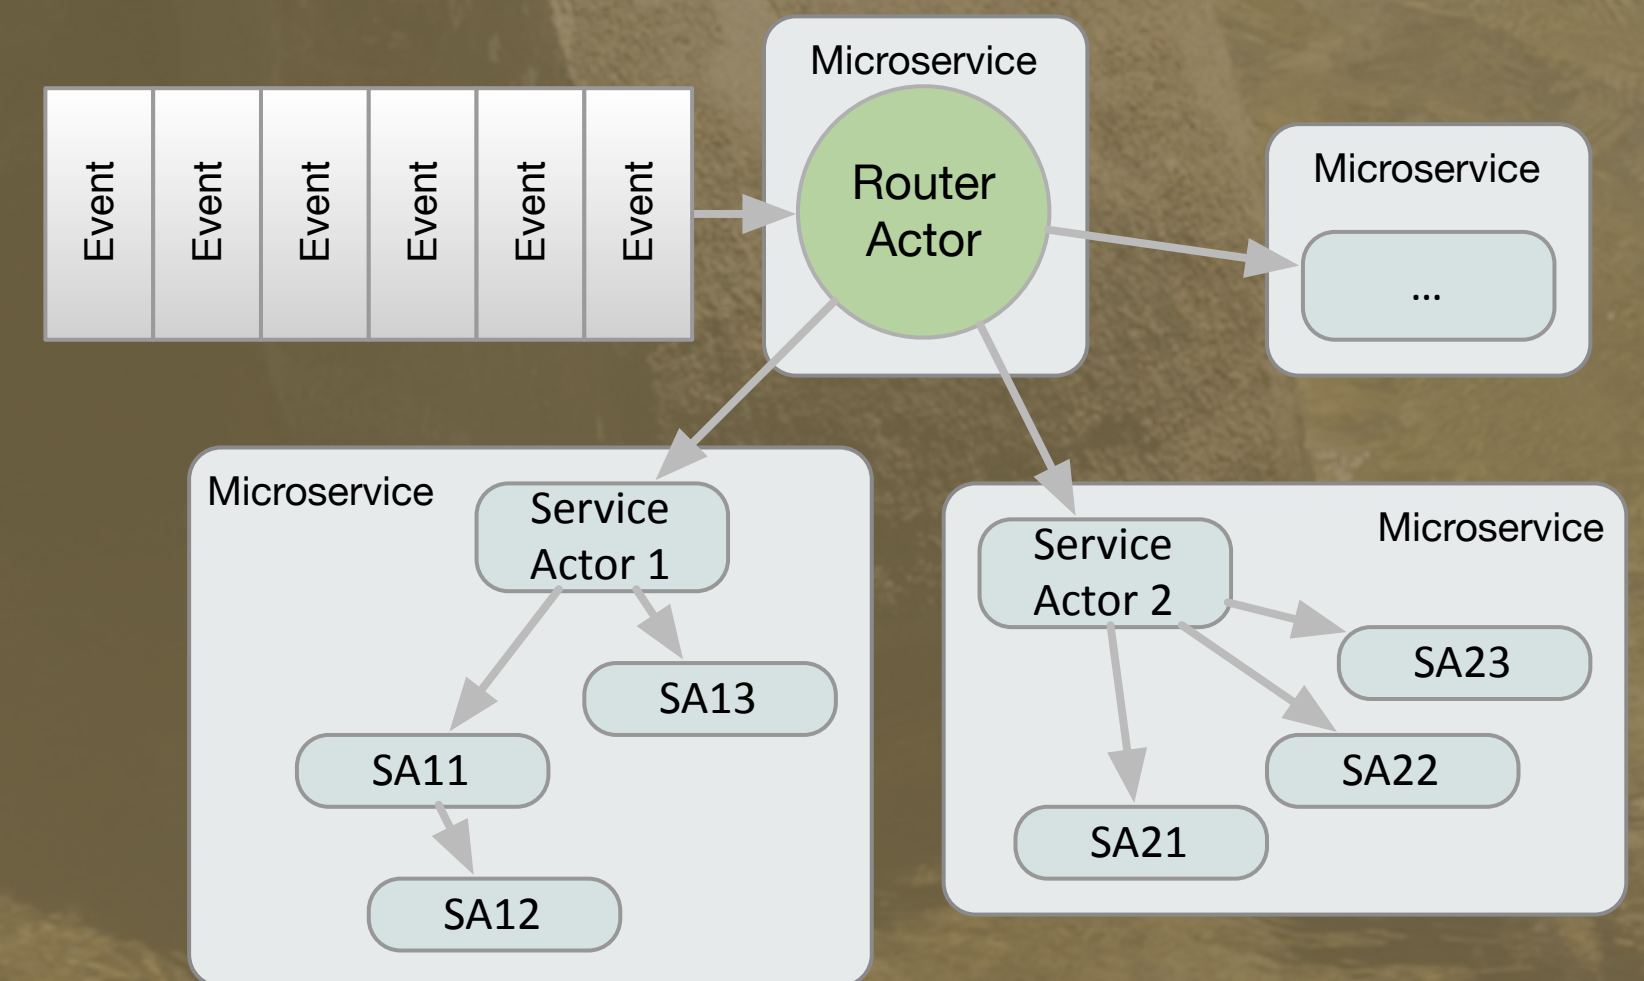 Microservice
Event
Event
Event
Event
Event
Event
Router
Actor
Microservice
...
Microservice
Service
Actor 1
SA13
SA11
SA12
Microservice
Service
Actor 2
SA23
SA22
SA21